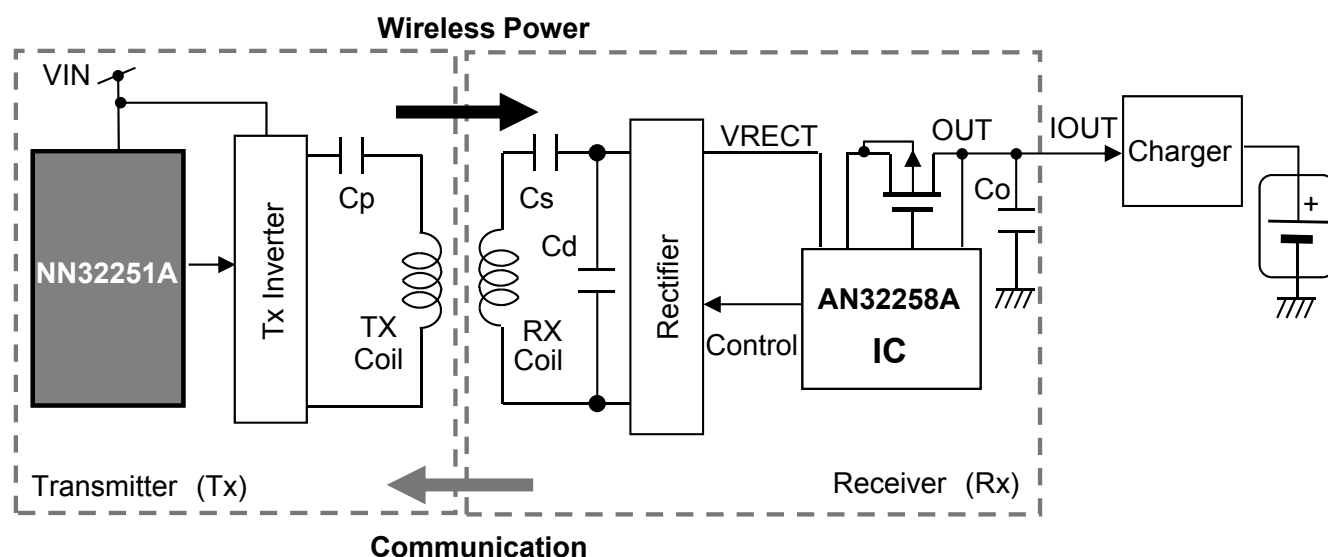 Wireless Power
VIN
NN32251A
Tx Inverter
Cp
TX
Coil
Cs
Cd
RX
Coil
Rectifier
VRECT
Control
AN32258A
IC
OUT
Co
IOUT
Charger
+
Transmitter (Tx)
Receiver (Rx)
Communication